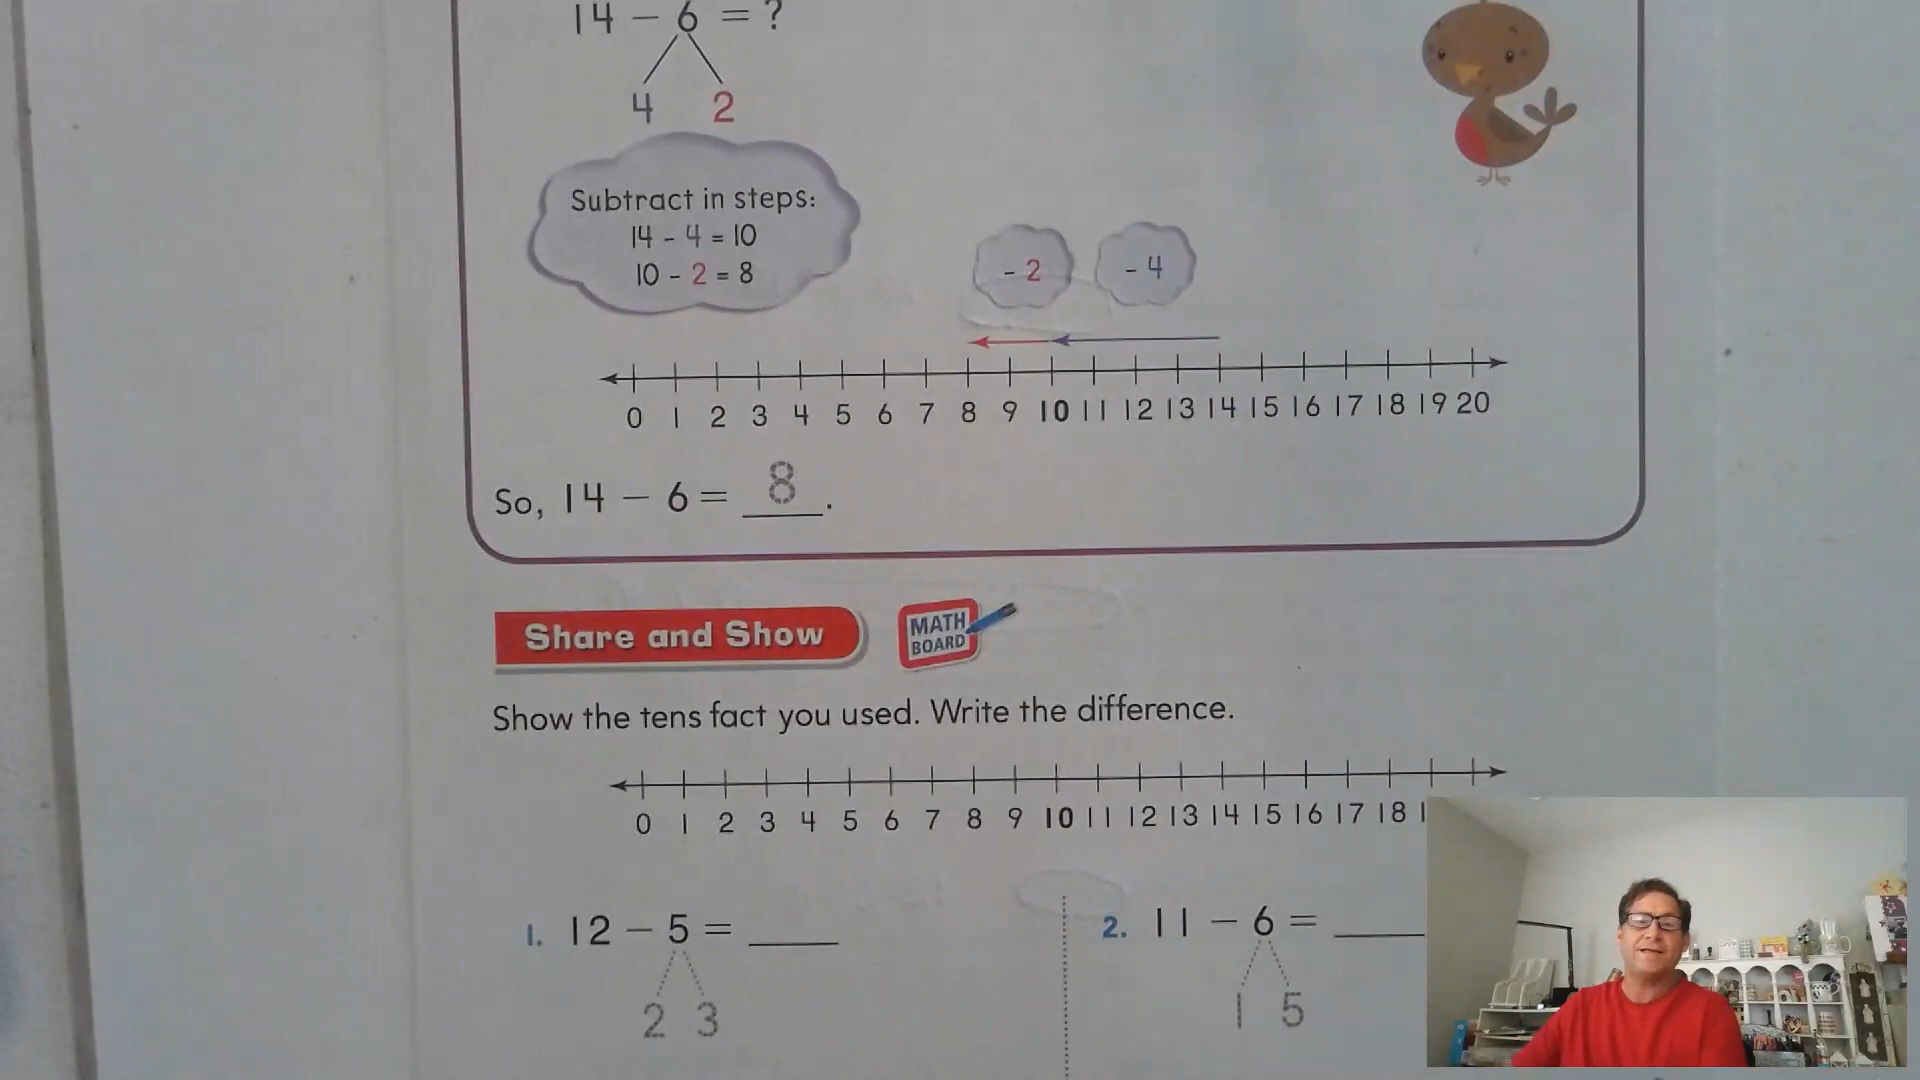 14 − 6 = ?
4 2
Subtract in steps:
14 - 4 = 10
10 - 2 = 8
- 2 - 4
0 1 2 3 4 5 6 7 8 9 10 11 12 13 14 15 16 17 18 19 20
So, 14 − 6 = 8.
Share and Show
MATH
BOARD
Show the tens fact you used. Write the difference.
0 1 2 3 4 5 6 7 8 9 10 11 12 13 14 15 16 17 18 1
1. 12 − 5 = ____
2 3
2. 11 − 6 = ____
1 5